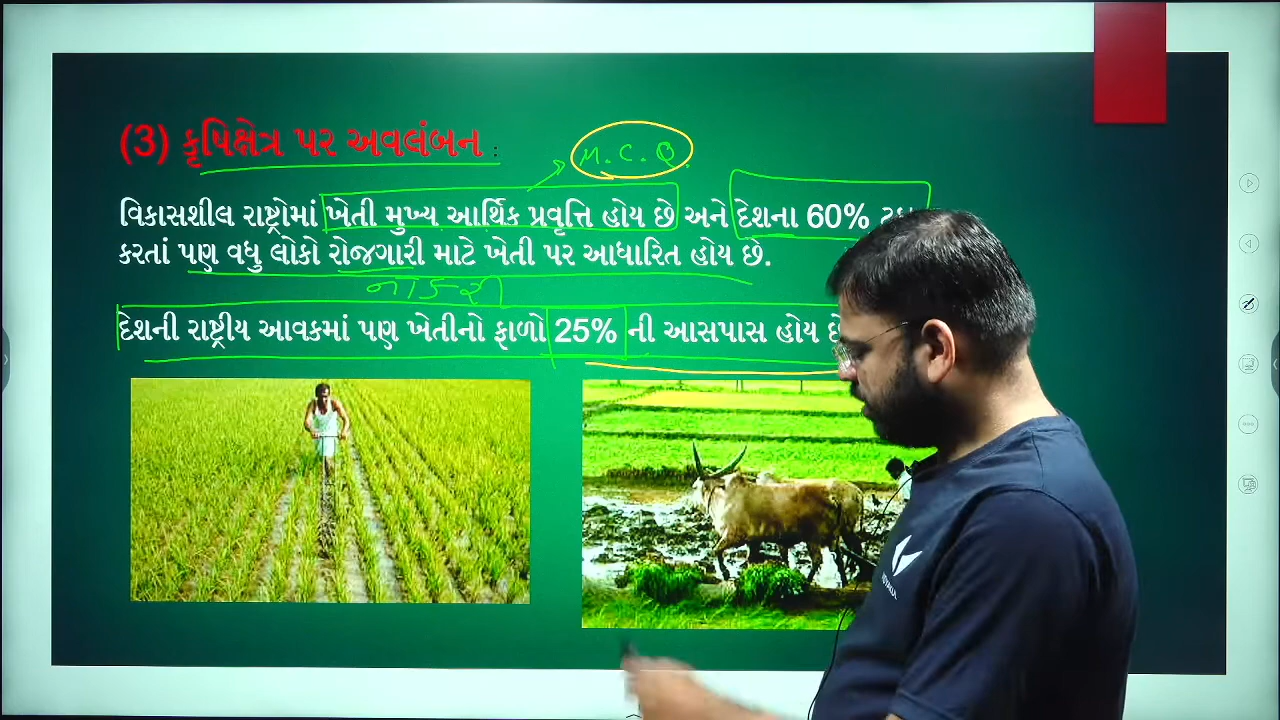 (3) કૃષિક્ષેત્ર પર અવલંબન :
M.C.Q
વિકાસશીલ રાષ્ટ્રોમાં ખેતી મુખ્ય આર્થિક પ્રવૃત્તિ હોય છે અને દેશના 60%
કરતાં પણ વધુ લોકો રોજગારી માટે ખેતી પર આધારિત હોય છે.
નોકરી
દેશની રાષ્ટ્રીય આવકમાં પણ ખેતીનો ફાળો 25% ની આસપાસ હોય